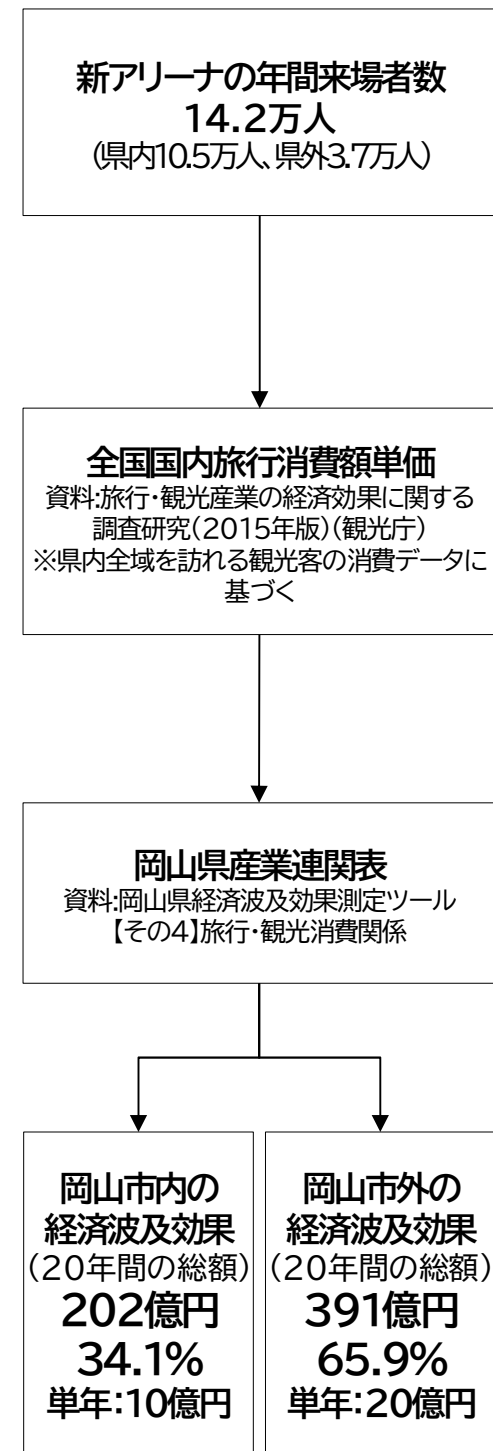 新アリーナの年間来場者数
14.2万人
(県内10.5万人、県外3.7万人)
全国国内旅行消費額単価
資料:旅行・観光産業の経済効果に関する
調査研究(2015年版)(観光庁)
※県内全域を訪れる観光客の消費データに
基づく
岡山県産業連関表
資料:岡山県経済波及効果測定ツール
【その4】旅行・観光消費関係
岡山市内の
経済波及効果
(20年間の総額)
202億円
34.1%
単年:10億円
岡山市外の
経済波及効果
(20年間の総額)
391億円
65.9%
単年:20億円